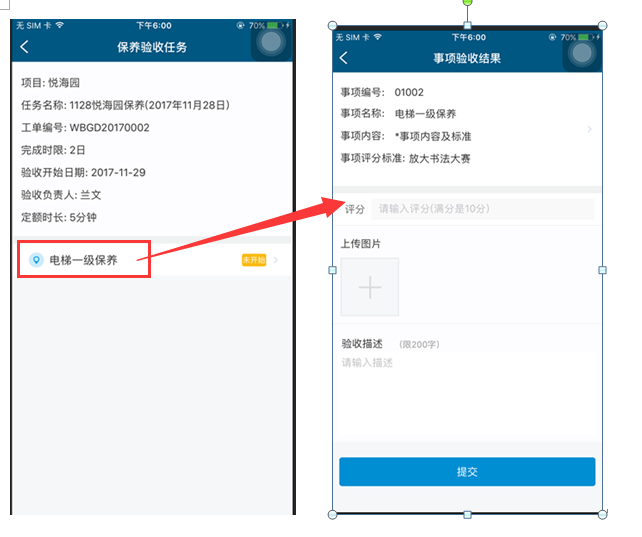 无 SIM 卡 下午6:00 70%
保养验收任务
项目: 悦海园
任务名称: 1128悦海园保养(2017年11月28日)
工单编号: WBGD20170002
完成时限: 2日
验收开始日期: 2017-11-29
验收负责人: 兰文
定额时长: 5分钟
电梯一级保养 未开始
无 SIM 卡 下午6:00 70%
事项验收结果
事项编号: 01002
事项名称: 电梯一级保养
事项内容: *事项内容及标准
事项评分标准: 放大书法大赛
评分 请输入评分(满分是10分)
上传图片
验收描述 (限200字)
请输入描述
提交